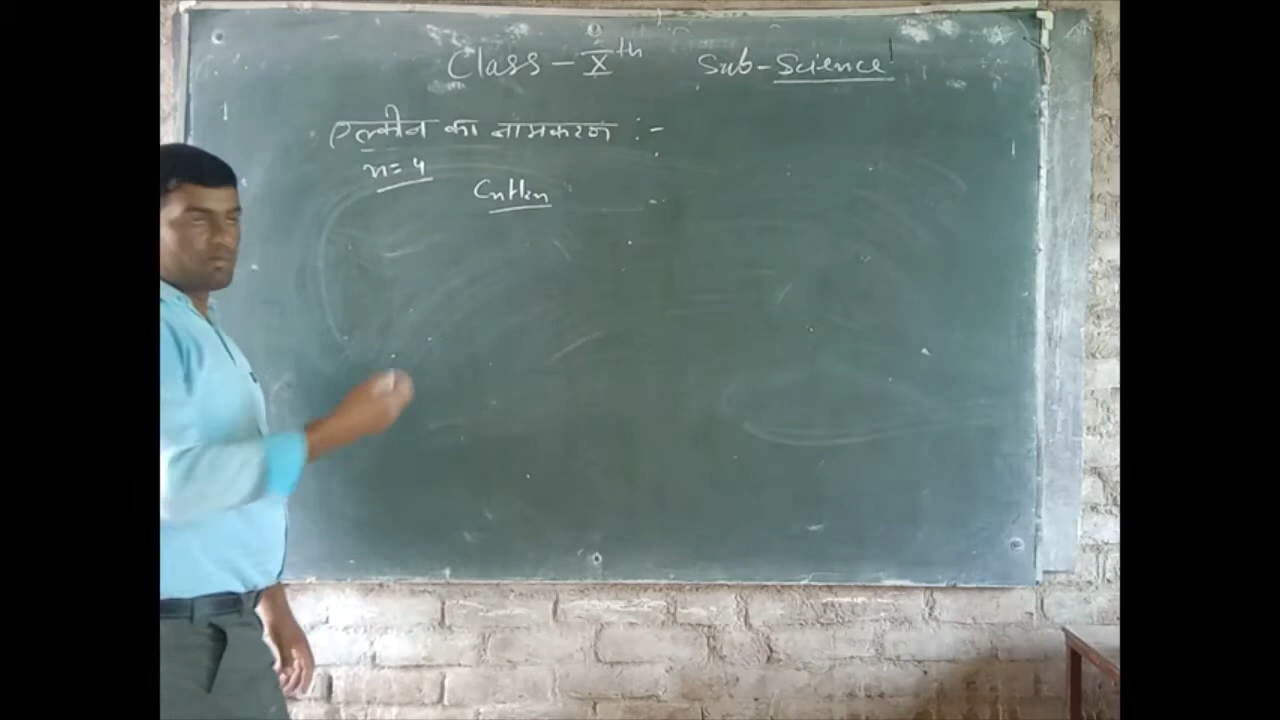 Class - Xth Sub - Science
एल्कीन का नामकरण :-
n = 4
CnH2n